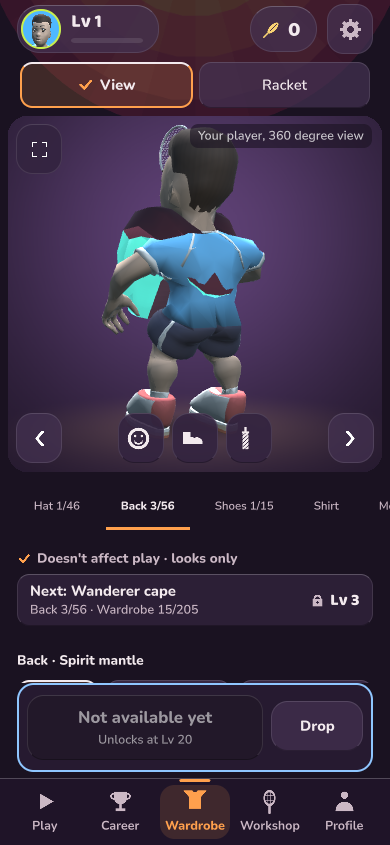 Lv 1
0
View
Racket
Your player, 360 degree view
Hat 1/46
Back 3/56
Shoes 1/15
Shirt
Doesn't affect play · looks only
Next: Wanderer cape
Back 3/56 · Wardrobe 15/205
Lv 3
Back · Spirit mantle
Not available yet
Unlocks at Lv 20
Drop
Play
Career
Wardrobe
Workshop
Profile